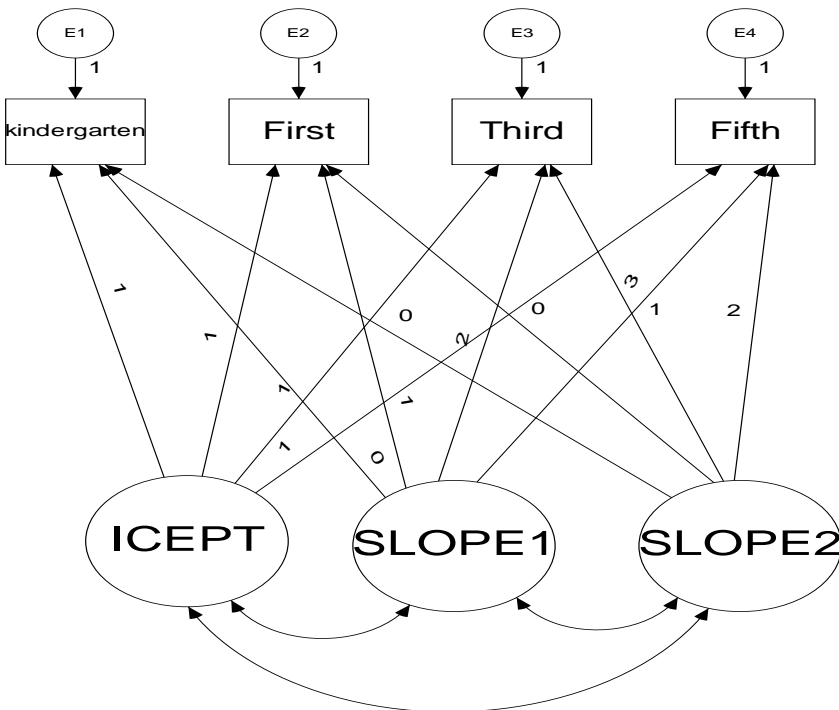 E1
E2
E3
E4
1
1
1
1
kindergarten
First
Third
Fifth
3
0
0
1
2
1
1
2
1
1
1
0
ICEPT
SLOPE1
SLOPE2